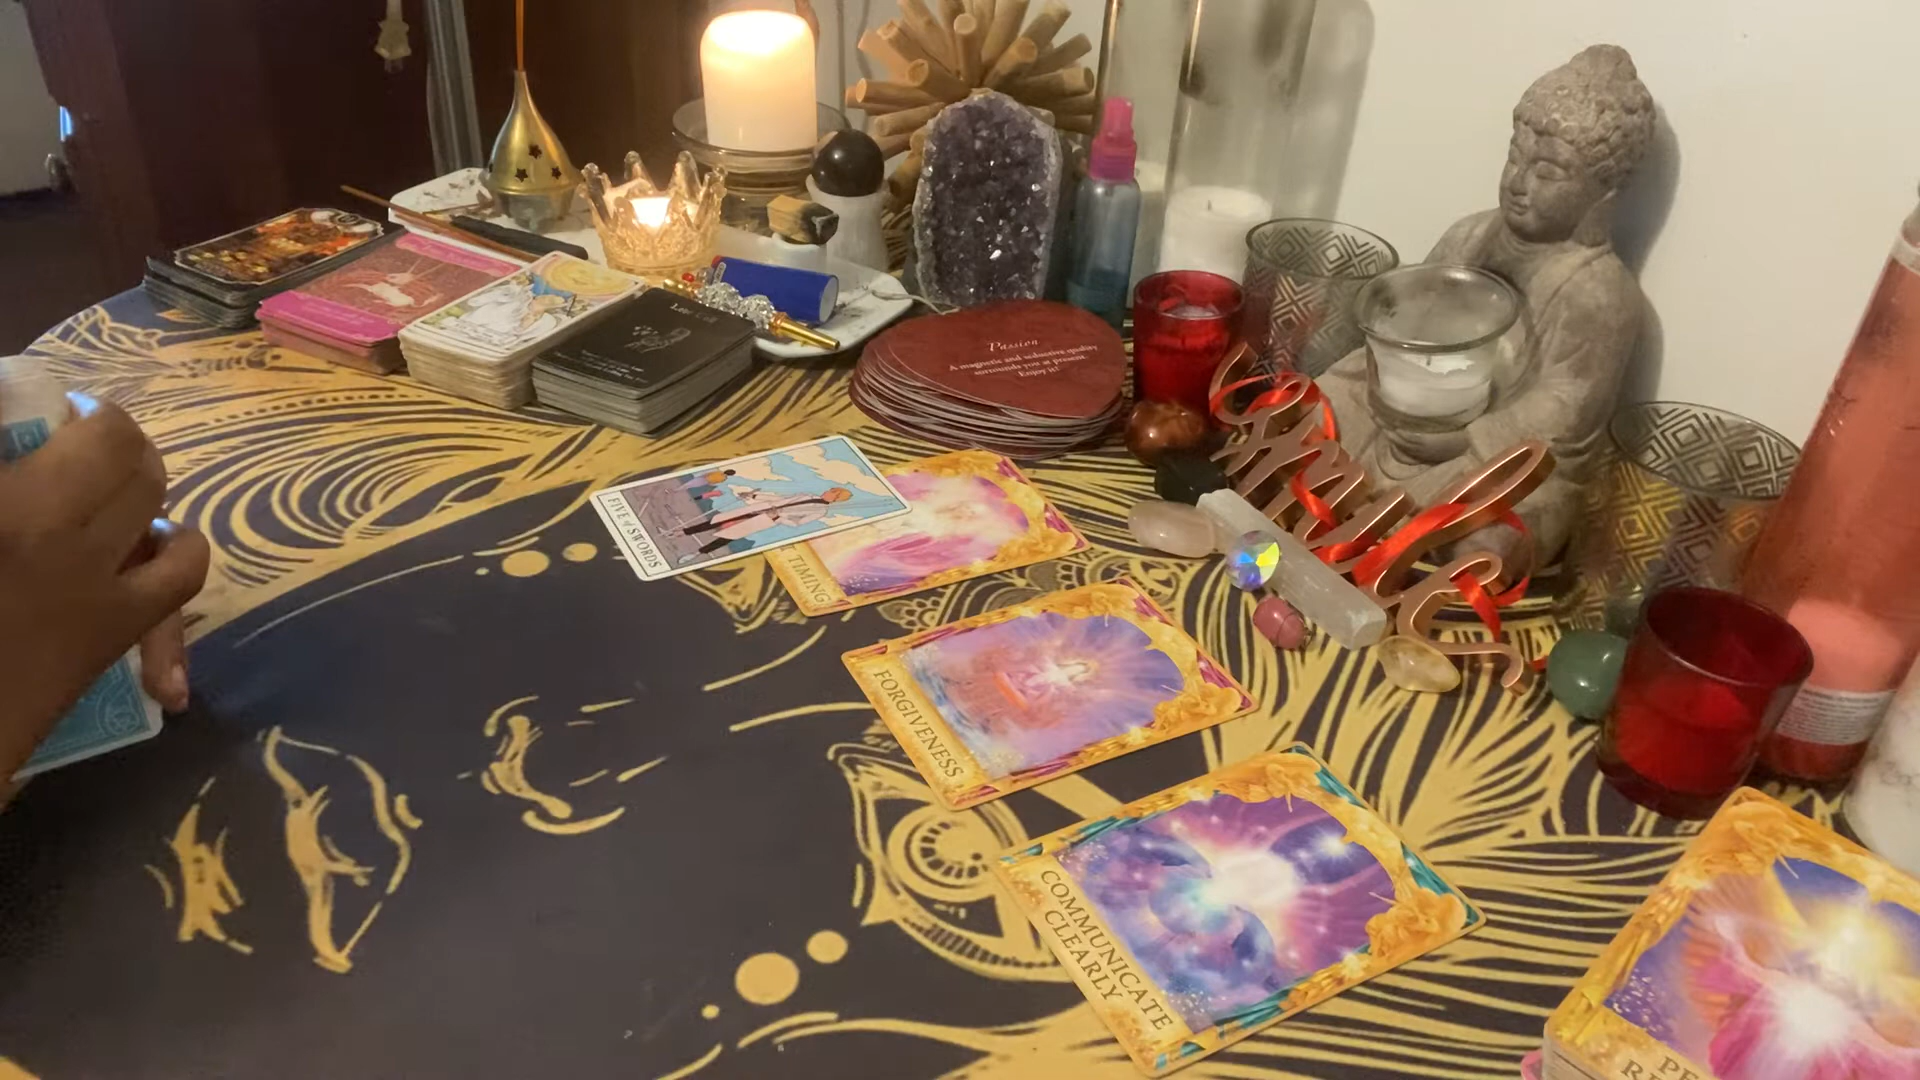 Passion
A magnetic and seductive quality
surrounds you at present.
Enjoy it!
FIVE of SWORDS
TIMING
FORGIVENESS
COMMUNICATE
CLEARLY
smile